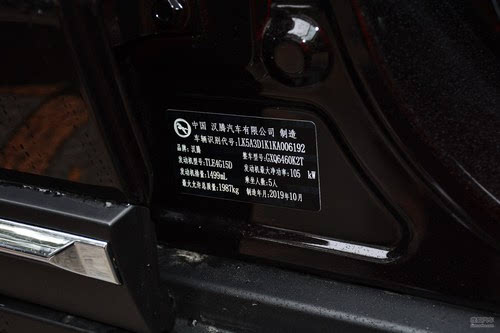 中国 汉腾汽车有限公司 制造
车辆识别代号:LK5A3D1K1KA006192
品牌:汉腾 整车型号:GXQ6460K2T
发动机型号:TLE4G15D 发动机最大净功率:105 kW
发动机排量:1499mL 乘坐人数:5人
最大允许总质量:1987kg 制造年月:2019年10月